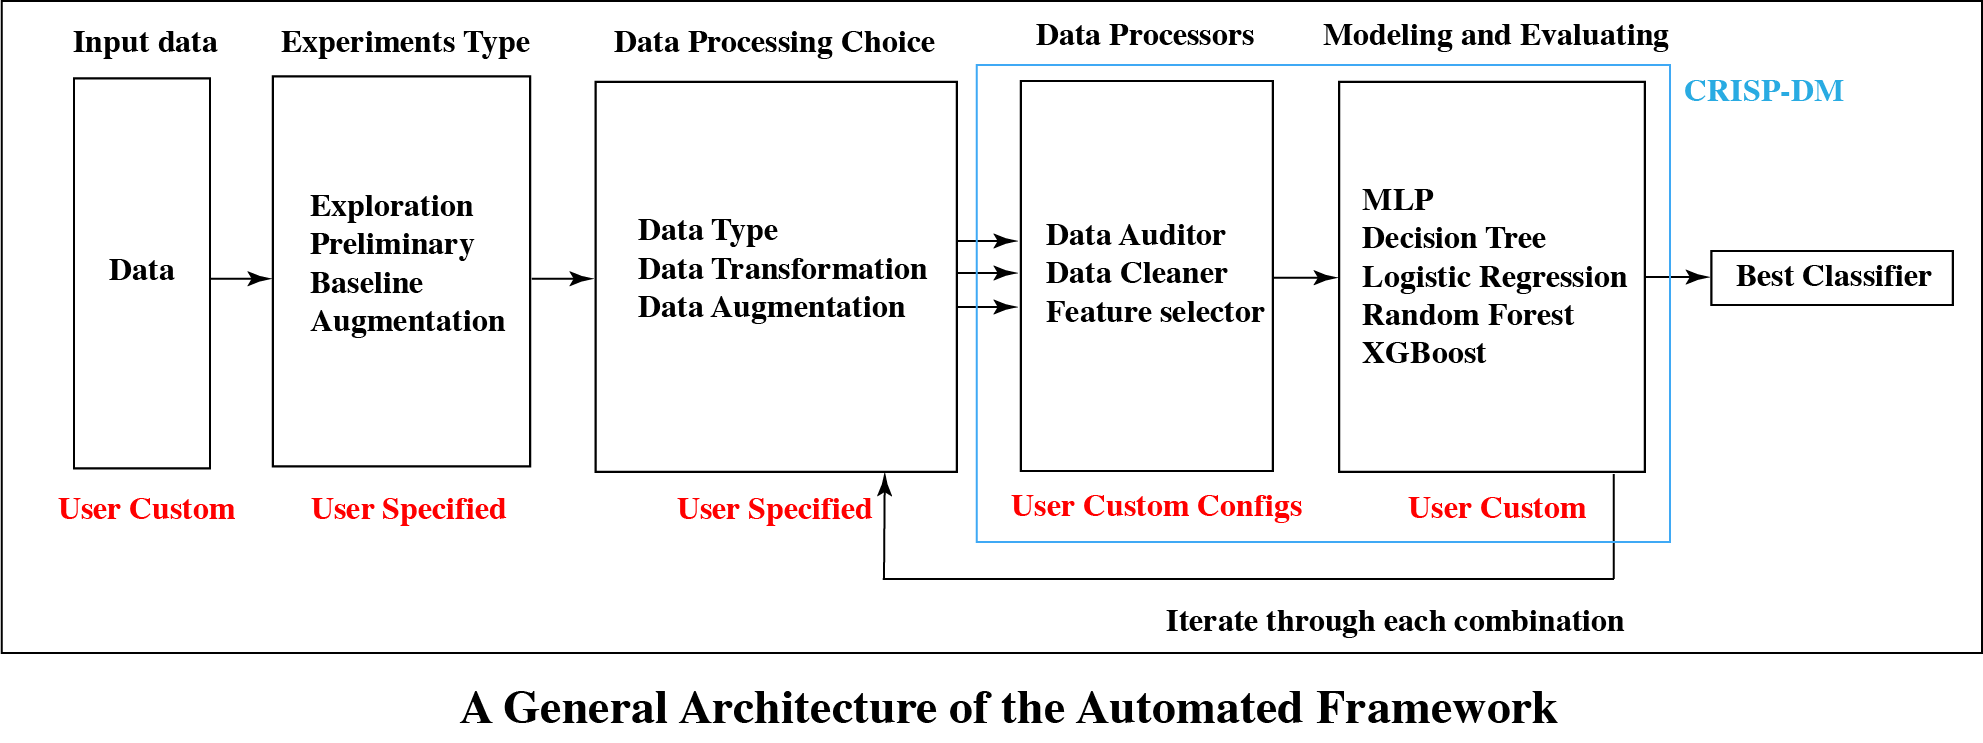 Input data
Experiments Type
Data Processing Choice
Data Processors
Modeling and Evaluating
CRISP-DM
Data
Exploration
Preliminary
Baseline
Augmentation
Data Type
Data Transformation
Data Augmentation
Data Auditor
Data Cleaner
Feature selector
MLP
Decision Tree
Logistic Regression
Random Forest
XGBoost
Best Classifier
User Custom
User Specified
User Specified
User Custom Configs
User Custom
Iterate through each combination
A General Architecture of the Automated Framework